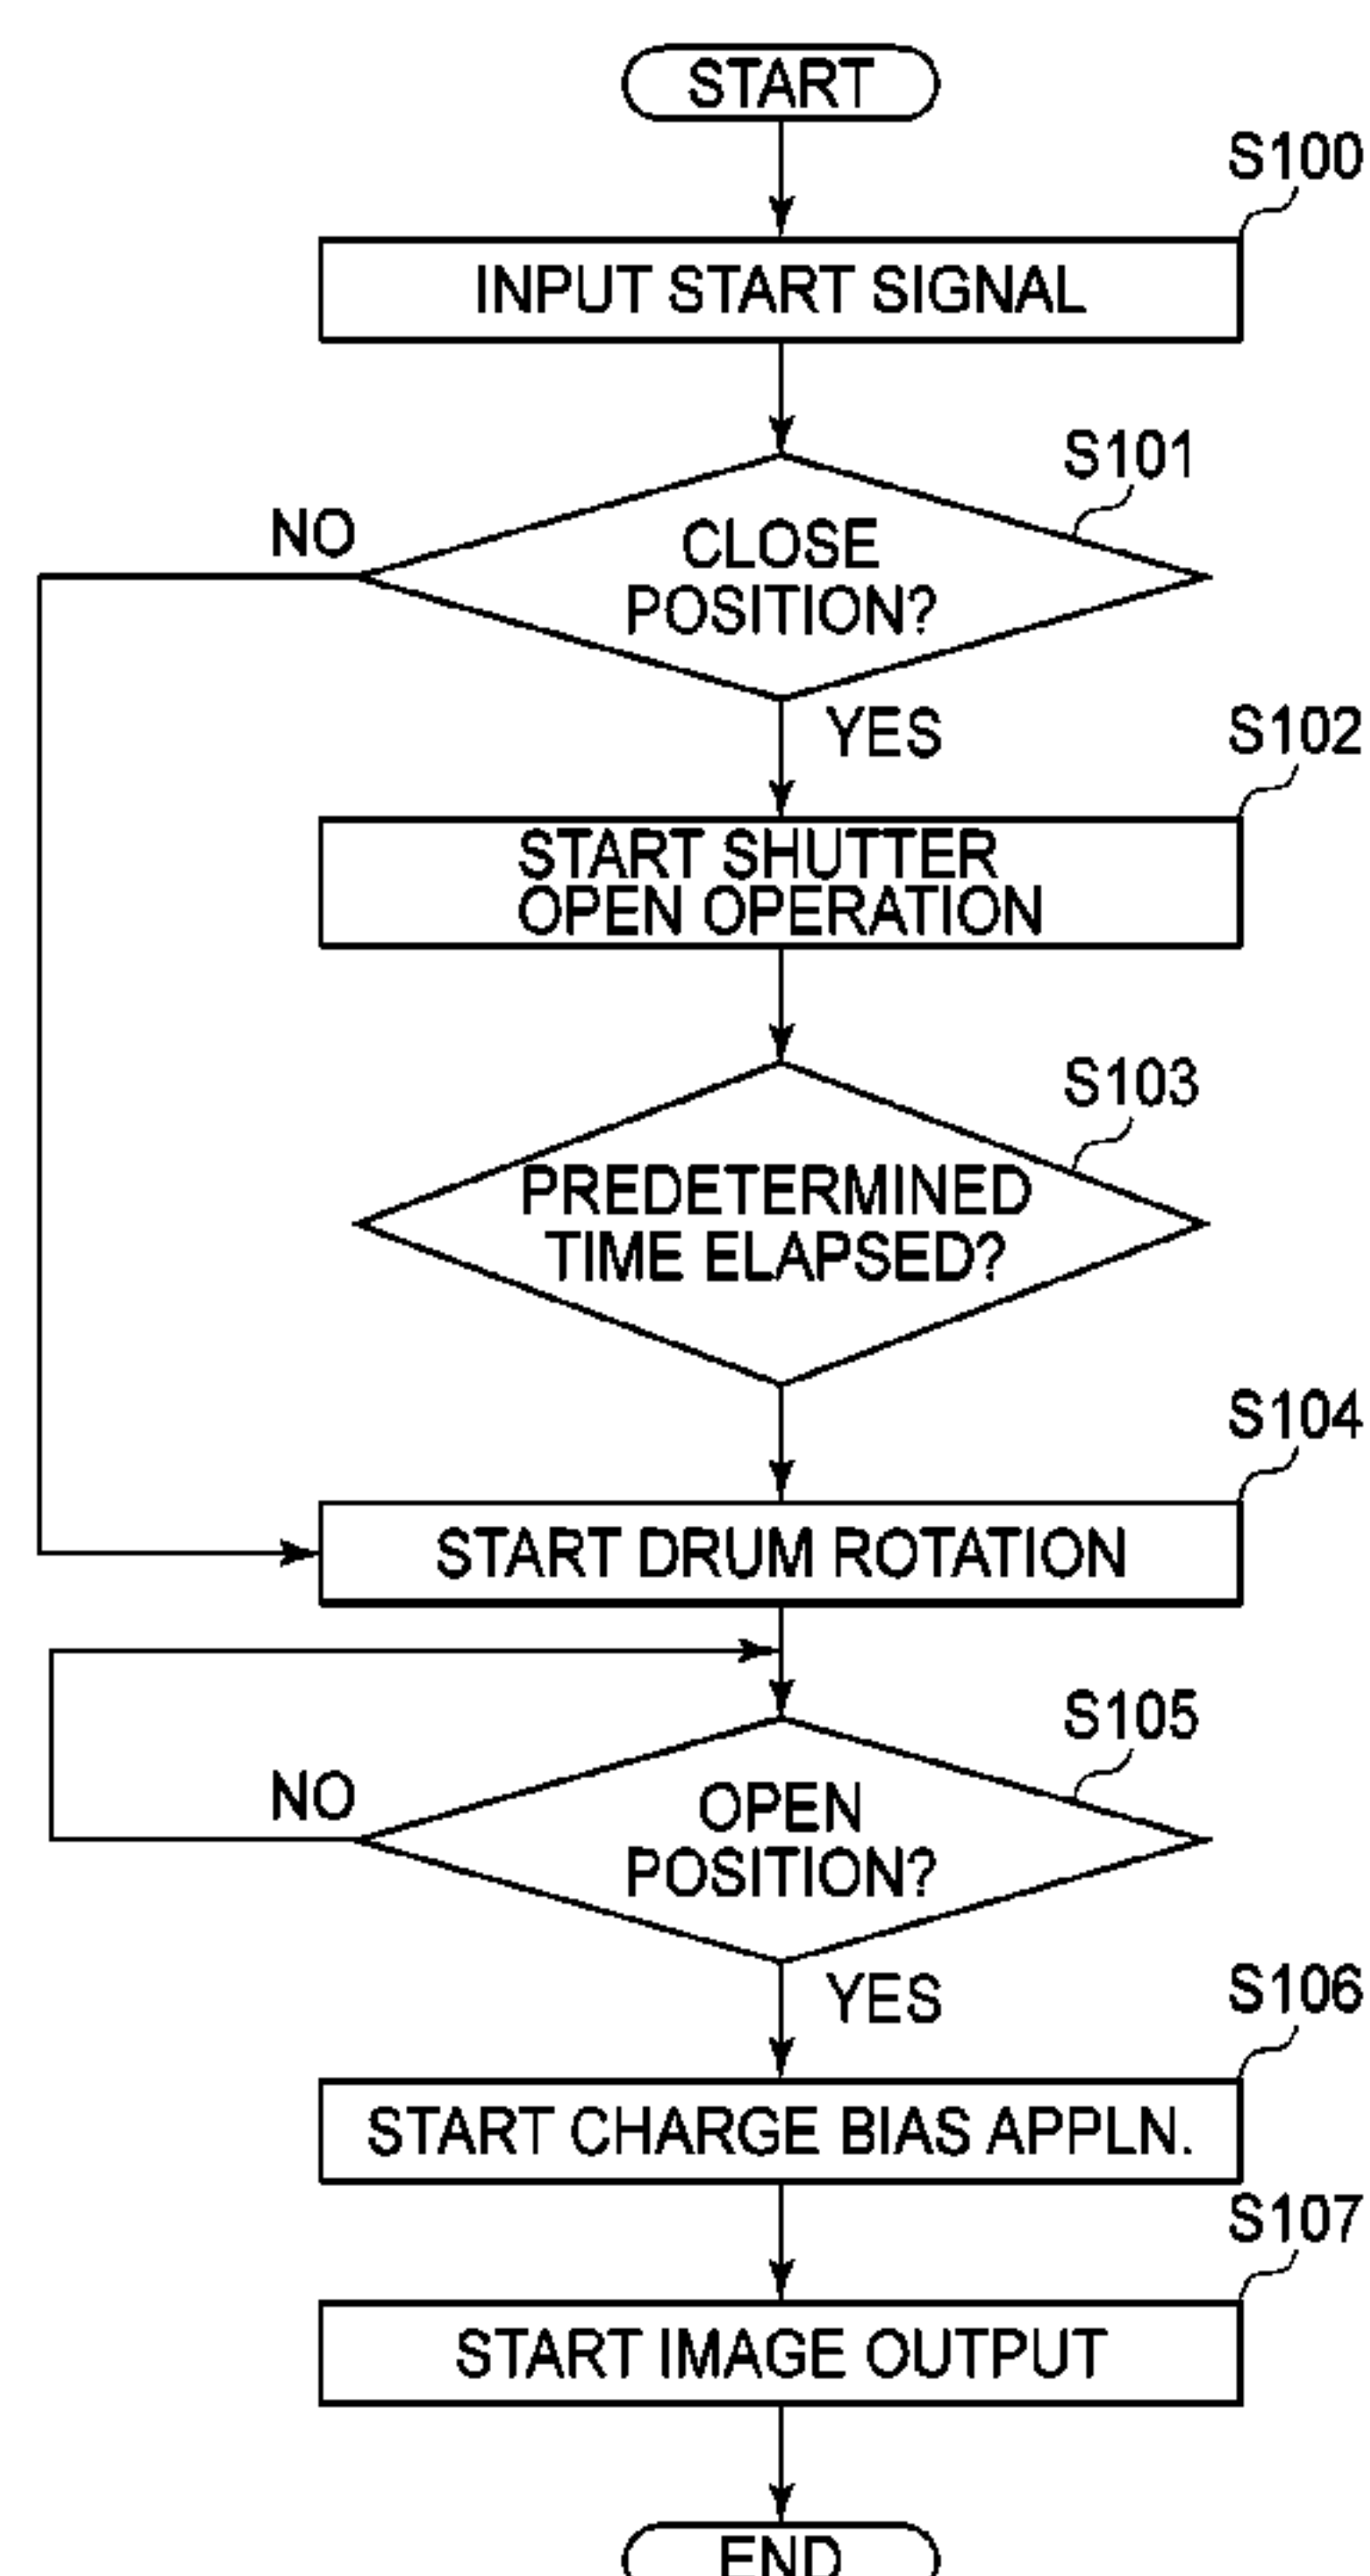 START
S100
INPUT START SIGNAL
S101
NO
CLOSE
POSITION?
YES
S102
START SHUTTER
OPEN OPERATION
S103
PREDETERMINED
TIME ELAPSED?
S104
START DRUM ROTATION
S105
NO
OPEN
POSITION?
YES
S106
START CHARGE BIAS APPLN.
S107
START IMAGE OUTPUT
END